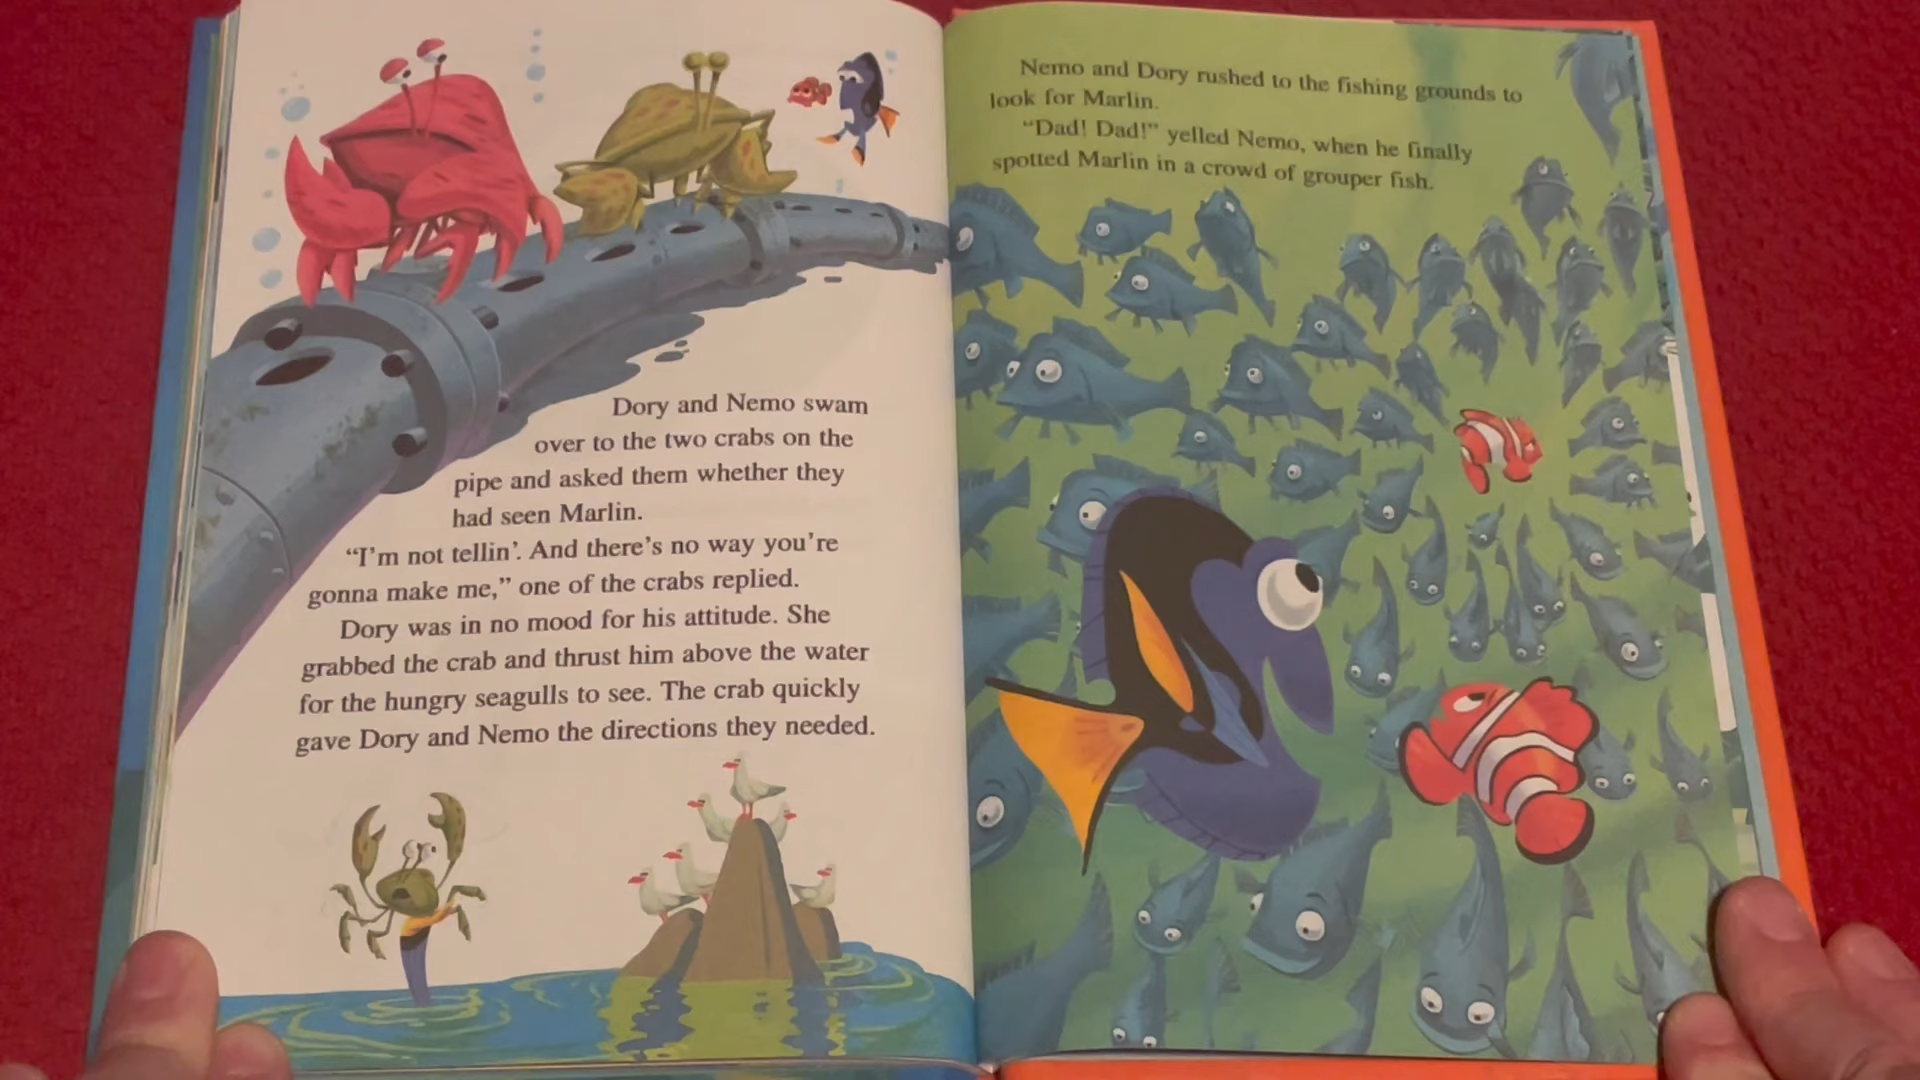 Dory and Nemo swam
over to the two crabs on the
pipe and asked them whether they
had seen Marlin.
“I’m not tellin’. And there’s no way you’re
gonna make me,” one of the crabs replied.
Dory was in no mood for his attitude. She
grabbed the crab and thrust him above the water
for the hungry seagulls to see. The crab quickly
gave Dory and Nemo the directions they needed.
Nemo and Dory rushed to the fishing grounds to
look for Marlin.
“Dad! Dad!” yelled Nemo, when he finally
spotted Marlin in a crowd of grouper fish.